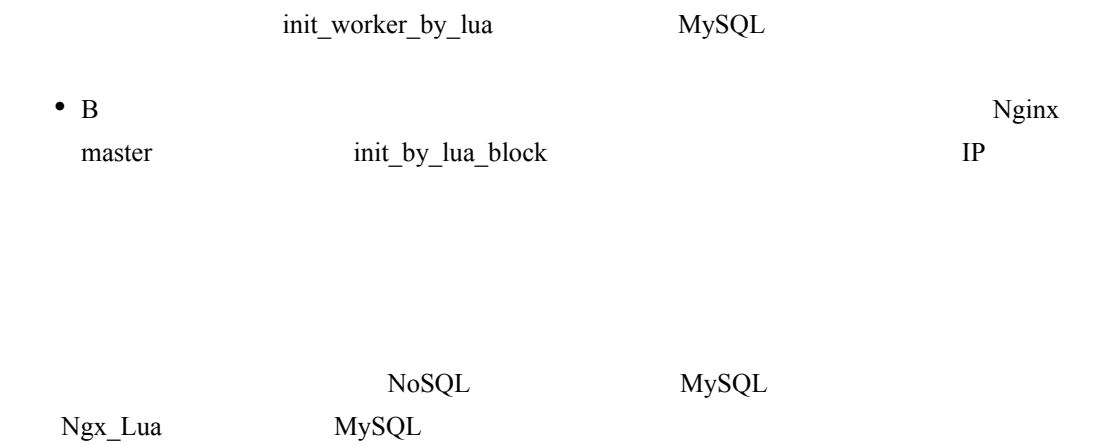 init_worker_by_lua MySQL
• B Nginx
master init_by_lua_block IP
NoSQL MySQL
Ngx_Lua MySQL